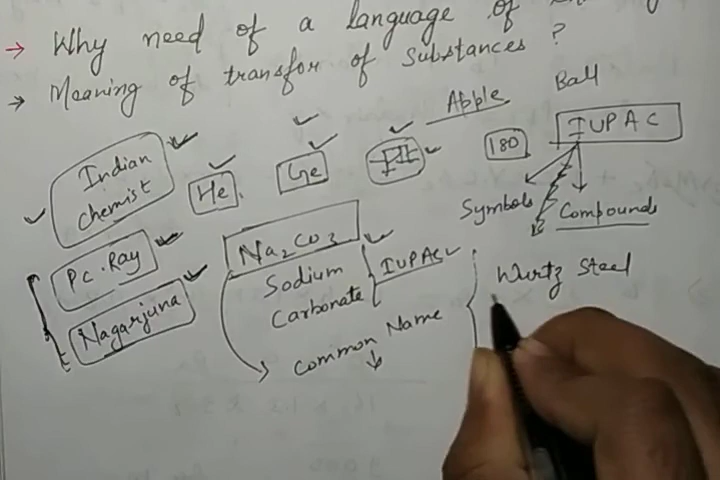 → Why need of a language of
→ Meaning of transfor of Substances ?
Ball
Apple
IUPAC
180
Indian
chemist
He
Ge
Symbols
Compounds
Na2CO3
Pc. Ray
Nagarjuna
Sodium
Carbonate
IUPAC
Common Name
Wurtz Steel